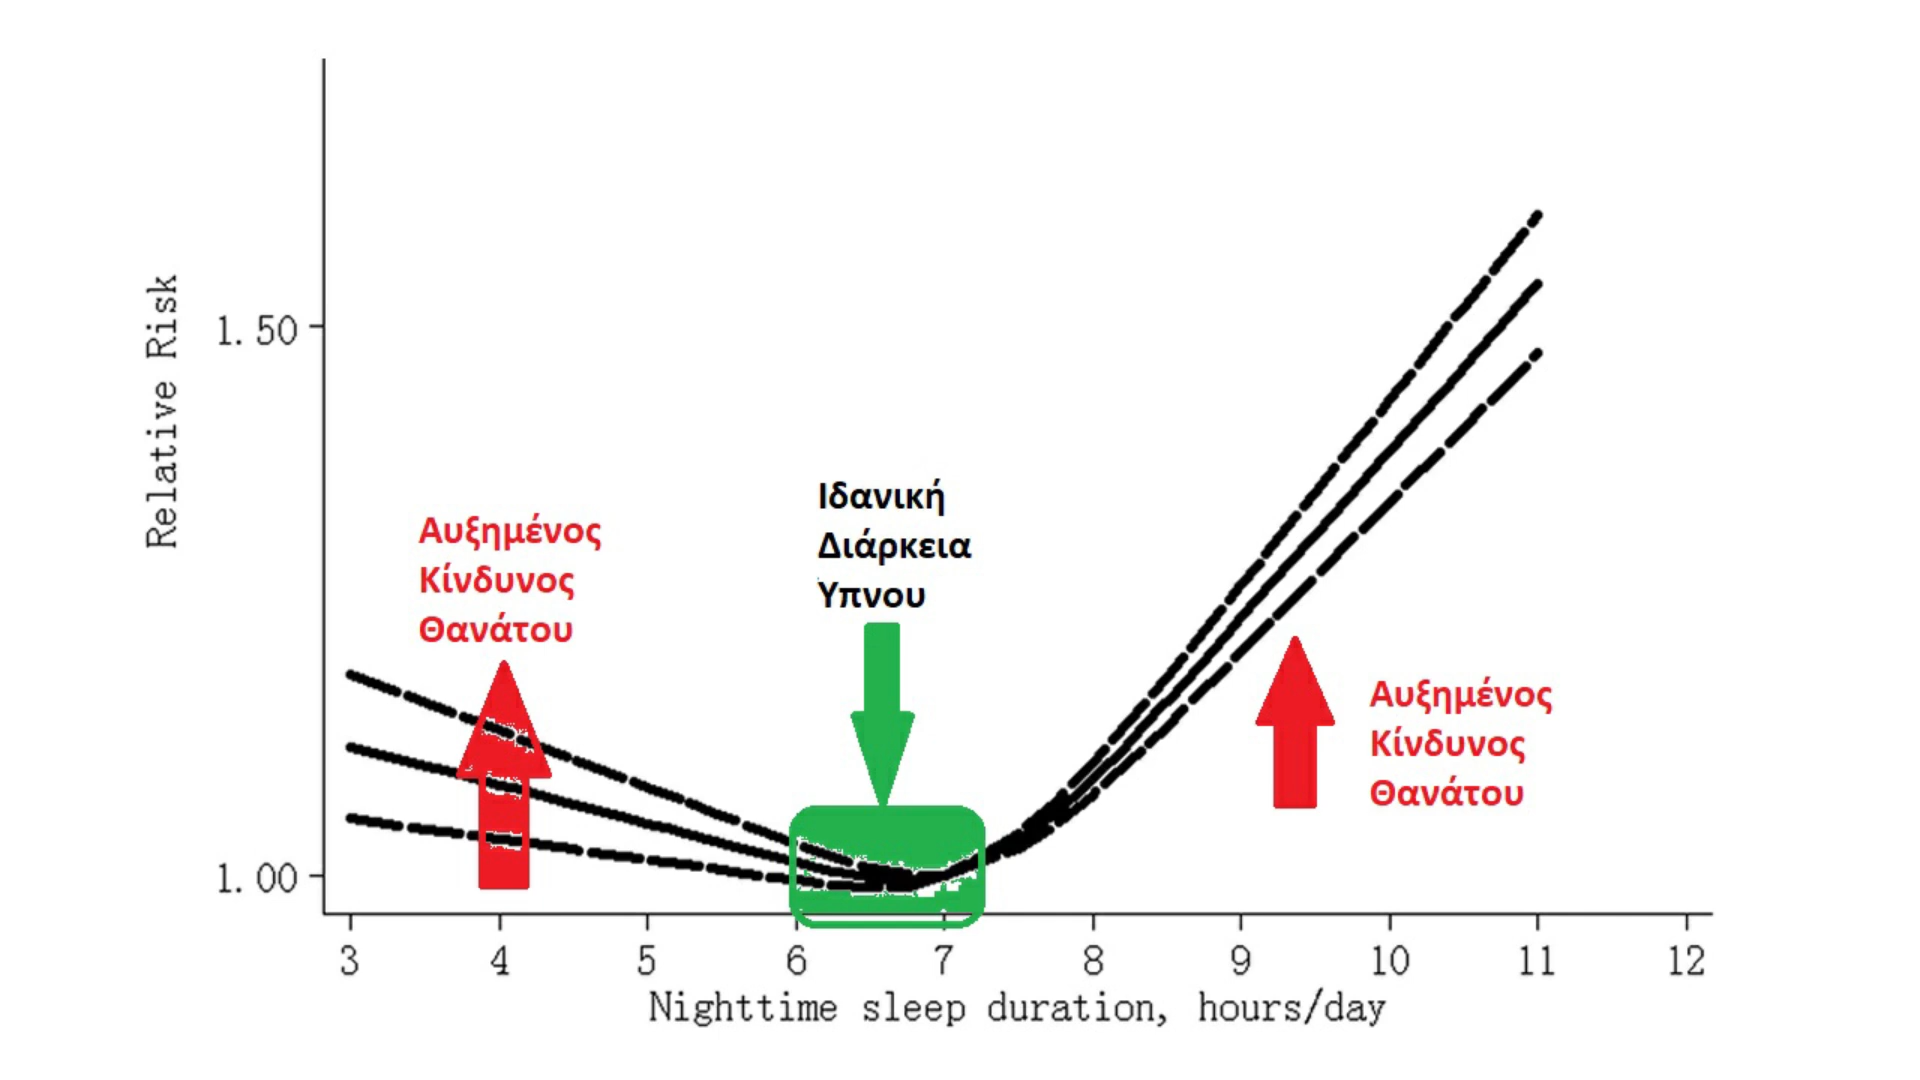 Relative Risk
1.50
1.00
Αυξημένος
Κίνδυνος
Θανάτου
Ιδανική
Διάρκεια
Ύπνου
Αυξημένος
Κίνδυνος
Θανάτου
3 4 5 6 7 8 9 10 11 12
Nighttime sleep duration, hours/day